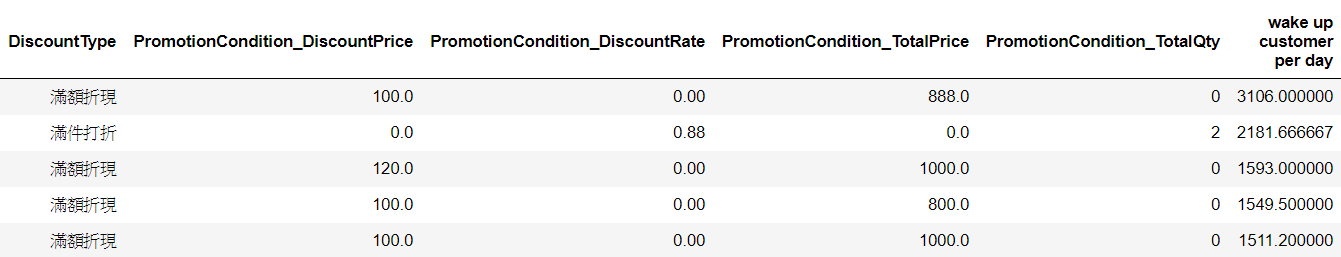 DiscountType PromotionCondition_DiscountPrice PromotionCondition_DiscountRate PromotionCondition_TotalPrice PromotionCondition_TotalQty wake up customer per day
滿額折現 100.0 0.00 888.0 0 3106.000000
滿件打折 0.0 0.88 0.0 2 2181.666667
滿額折現 120.0 0.00 1000.0 0 1593.000000
滿額折現 100.0 0.00 800.0 0 1549.500000
滿額折現 100.0 0.00 1000.0 0 1511.200000